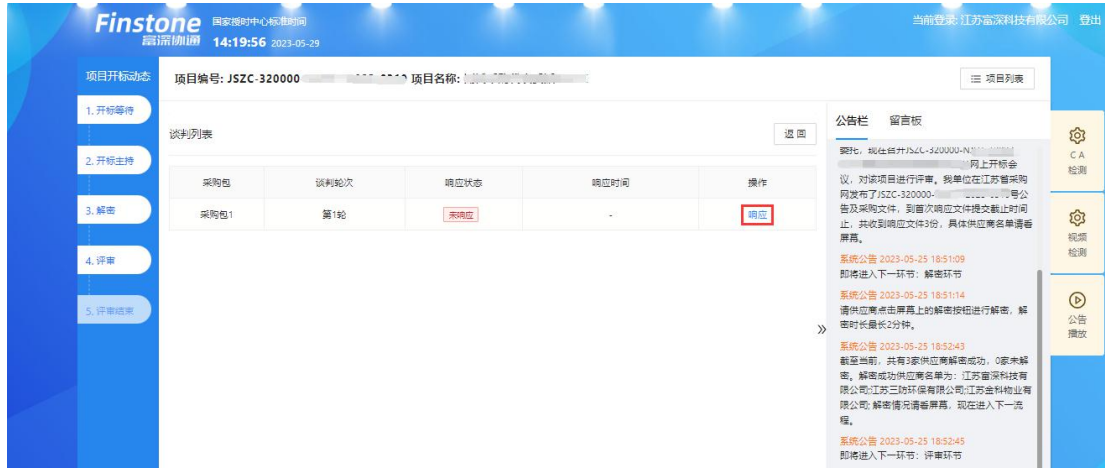 Finstone
富深协通
国家授时中心标准时间
14:19:56 2023-05-29
当前登录: 江苏富深科技有限公司 登出
项目开标动态
1. 开标等待
2. 开标主持
3. 解密
4. 评审
5. 评审结束
项目编号: JSZC-320000 项目名称:
项目列表
谈判列表
返回
采购包 谈判轮次 响应状态 响应时间 操作
采购包1 第1轮 未响应 - 响应
公告栏 留言板
委托，现在召开JSZC-320000-
网上开标会
议，对该项目进行评审。我单位在江苏省采购
网发布了JSZC-320000- 号公
告及采购文件，到首次响应文件提交截止时间
止，共收到响应文件3份，具体供应商名单请看
屏幕。
系统公告 2023-05-25 18:51:09
即将进入下一环节：解密环节
系统公告 2023-05-25 18:51:14
请供应商点击屏幕上的解密按钮进行解密，解
密时长最长2分钟。
系统公告 2023-05-25 18:52:43
截至当前，共有3家供应商解密成功，0家未解
密。解密成功供应商名单为：江苏富深科技有
限公司;江苏三防环保有限公司;江苏金科物业有
限公司; 解密情况请看屏幕，现在进入下一流
程。
系统公告 2023-05-25 18:52:45
即将进入下一环节：评审环节
CA
检测
视频
检测
公告
播放